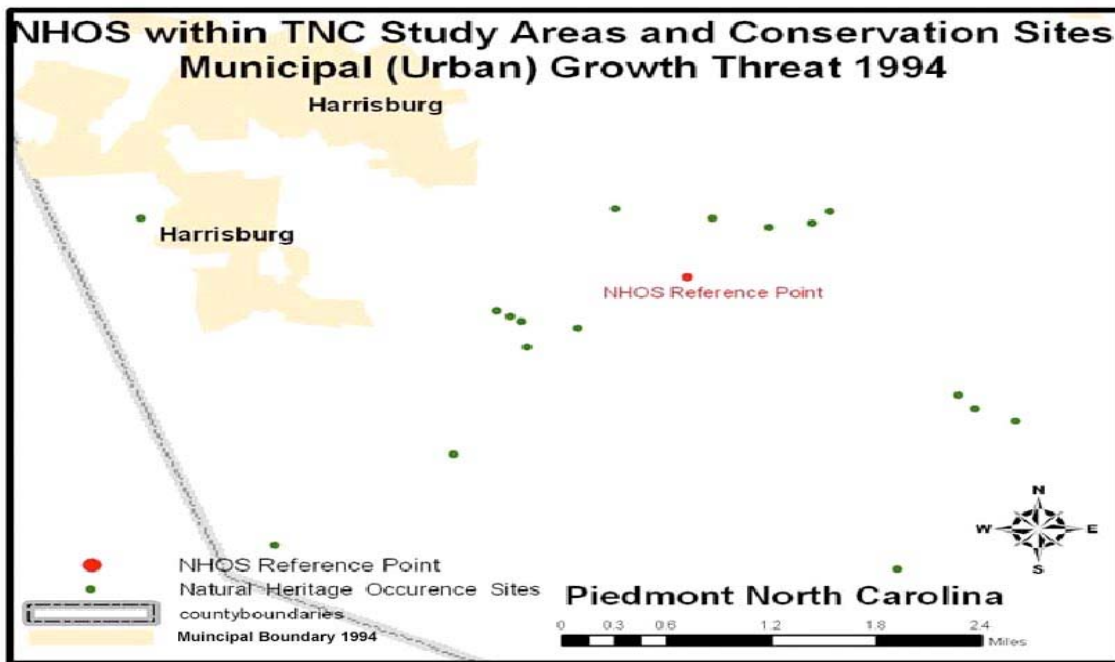 NHOS within TNC Study Areas and Conservation Sites
Municipal (Urban) Growth Threat 1994
Harrisburg
Harrisburg
NHOS Reference Point
N
W E
S
NHOS Reference Point
Natural Heritage Occurence Sites
countyboundaries
Muincipal Boundary 1994
Piedmont North Carolina
0 0.3 0.6 1.2 1.8 2.4
Miles